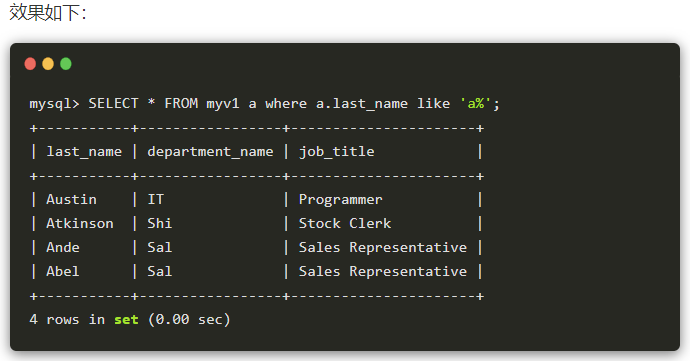 效果如下：
mysql> SELECT * FROM myv1 a where a.last_name like 'a%';
+-----------+-----------------+----------------------+
| last_name | department_name | job_title            |
+-----------+-----------------+----------------------+
| Austin    | IT              | Programmer           |
| Atkinson  | Shi             | Stock Clerk          |
| Ande      | Sal             | Sales Representative |
| Abel      | Sal             | Sales Representative |
+-----------+-----------------+----------------------+
4 rows in set (0.00 sec)